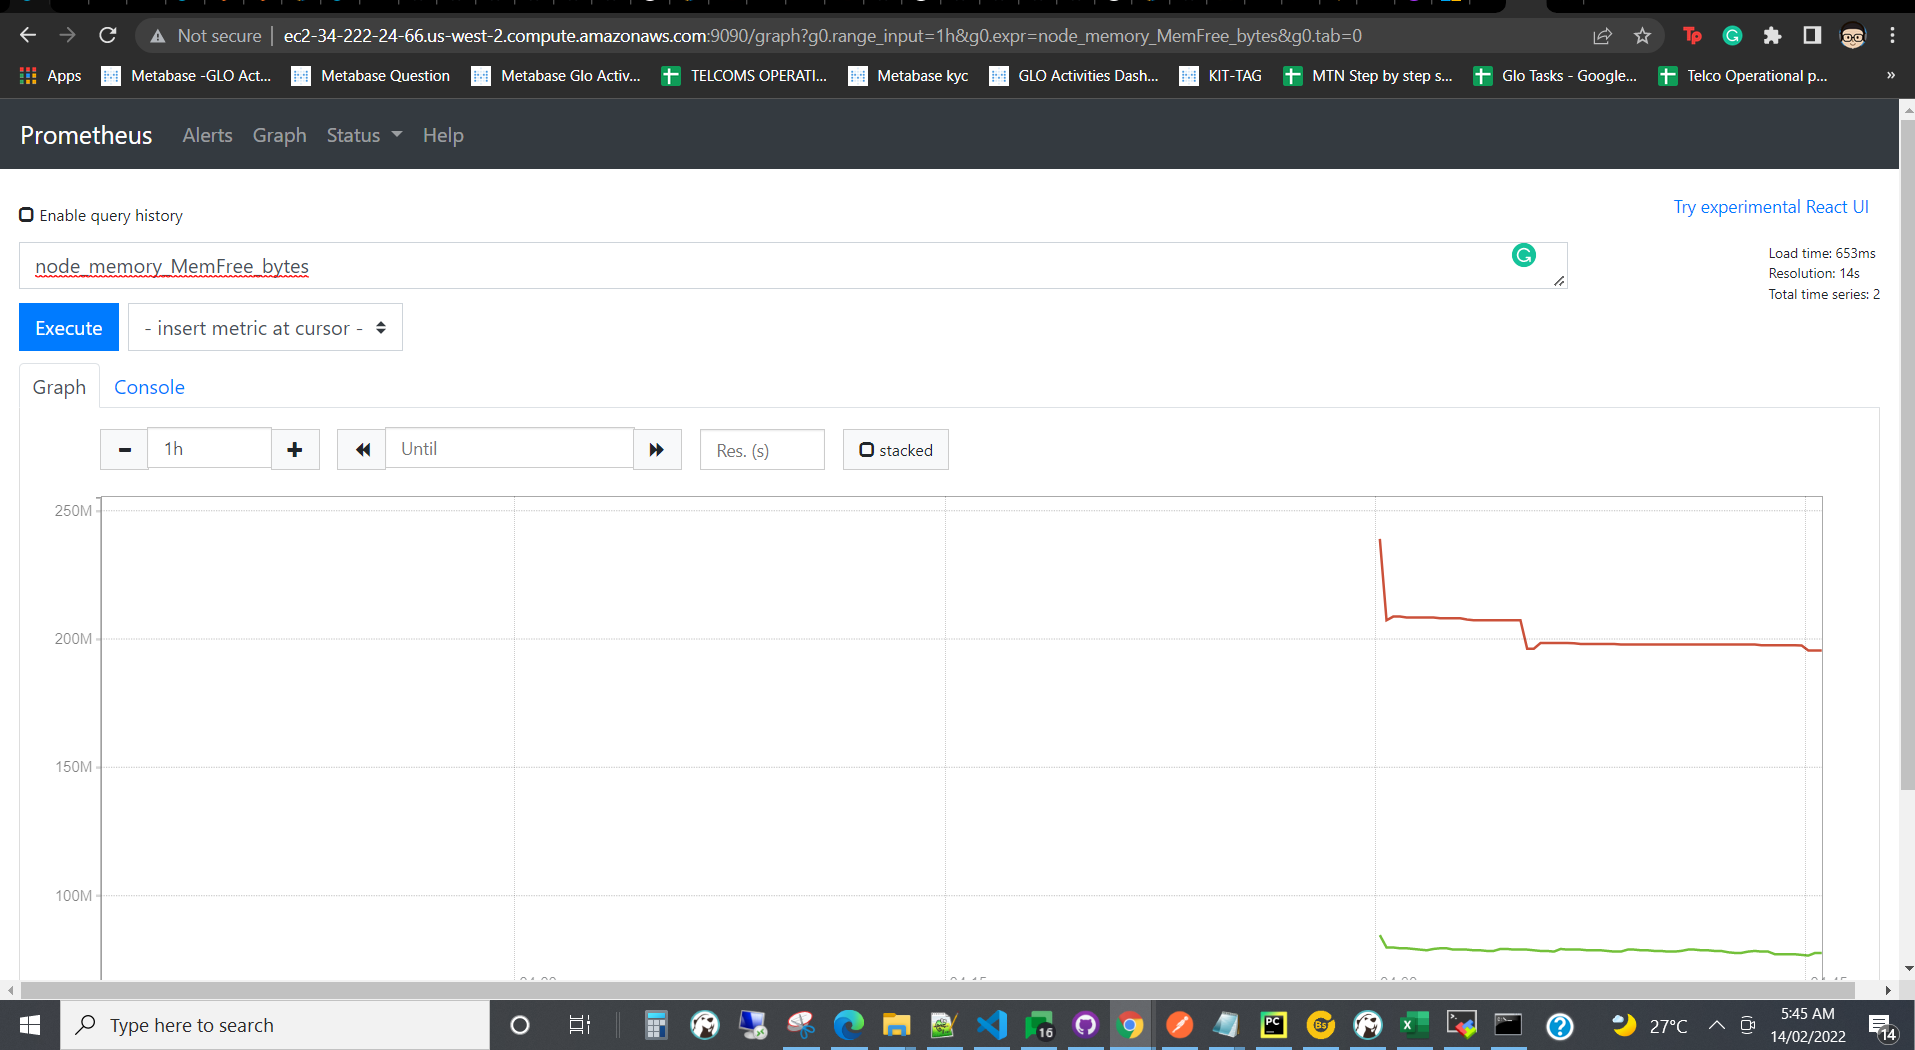 Not secure | ec2-34-222-24-66.us-west-2.compute.amazonaws.com:9090/graph?g0.range_input=1h&g0.expr=node_memory_MemFree_bytes&g0.tab=0
Apps Metabase -GLO Act... Metabase Question Metabase Glo Activ... TELCOMS OPERATI... Metabase kyc GLO Activities Dash... KIT-TAG MTN Step by step s... Glo Tasks - Google... Telco Operational p... »
Prometheus Alerts Graph Status Help
Enable query history
Try experimental React UI
node_memory_MemFree_bytes
Load time: 653ms
Resolution: 14s
Total time series: 2
Execute - insert metric at cursor -
Graph Console
1h Until Res. (s) stacked
250M
200M
150M
100M
Type here to search
16
PC
27°C
5:45 AM
14/02/2022
14